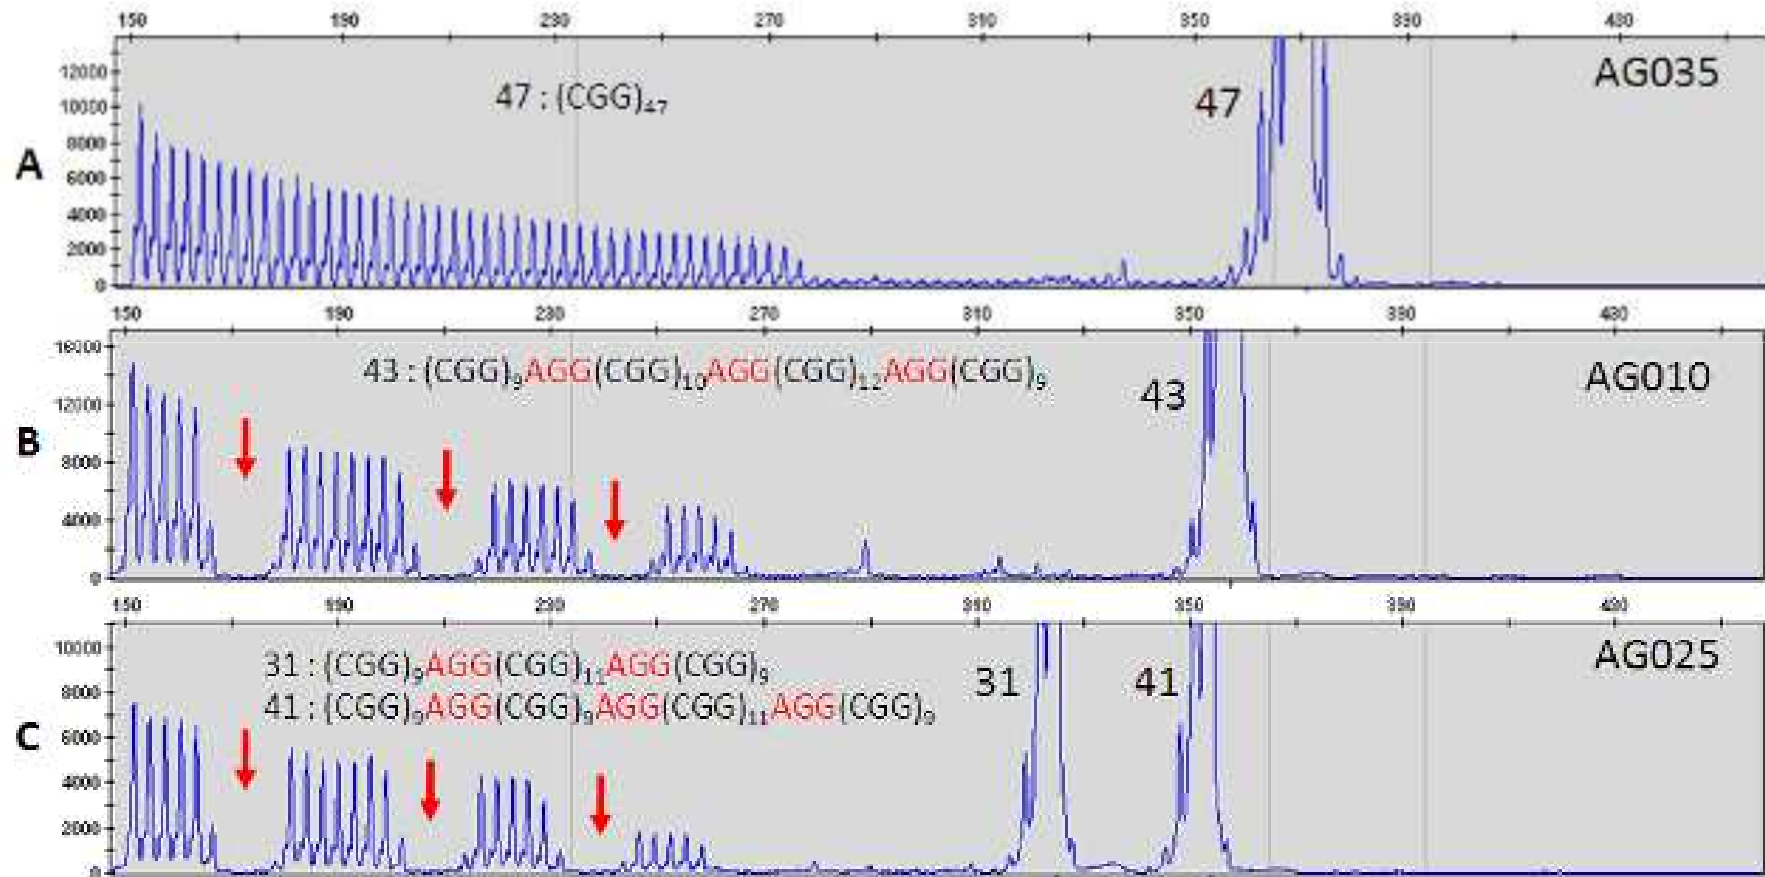 150 190 230 270 310 350 390 430
12000
10000
8000
6000
4000
2000
0
A
47 : (CGG)47
47
AG035
150 190 230 270 310 350 390 430
16000
12000
8000
4000
0
B
43 : (CGG)9AGG(CGG)10AGG(CGG)12AGG(CGG)9
43
AG010
150 190 230 270 310 350 390 430
10000
8000
6000
4000
2000
0
C
31 : (CGG)9AGG(CGG)11AGG(CGG)9
41 : (CGG)9AGG(CGG)9AGG(CGG)11AGG(CGG)9
31
41
AG025